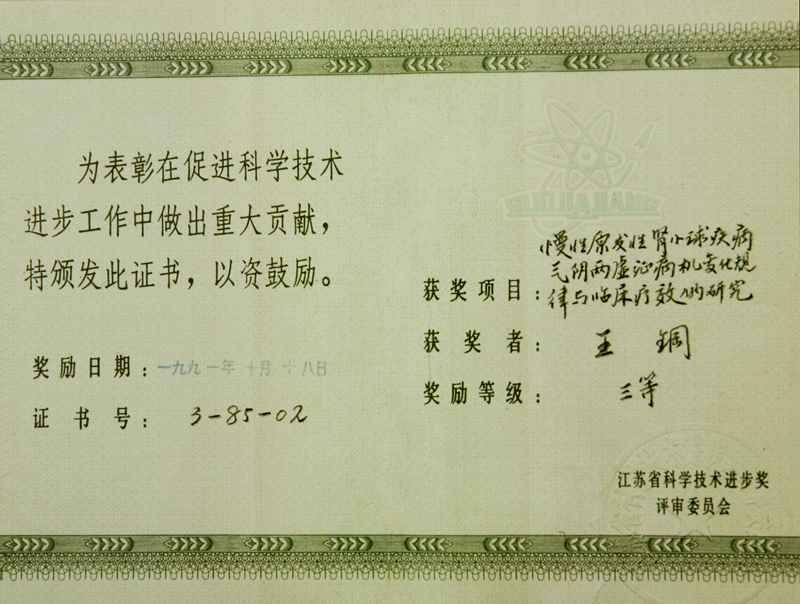 为表彰在促进科学技术
进步工作中做出重大贡献，
特颁发此证书，以资鼓励。
奖励日期：一九九一年十月十八日
证书号：3-85-02
慢性原发性肾小球疾病
气阴两虚证病机变化规
获奖项目：律与临床疗效的研究
获奖者：王钢
奖励等级：三等
江苏省科学技术进步奖
评审委员会